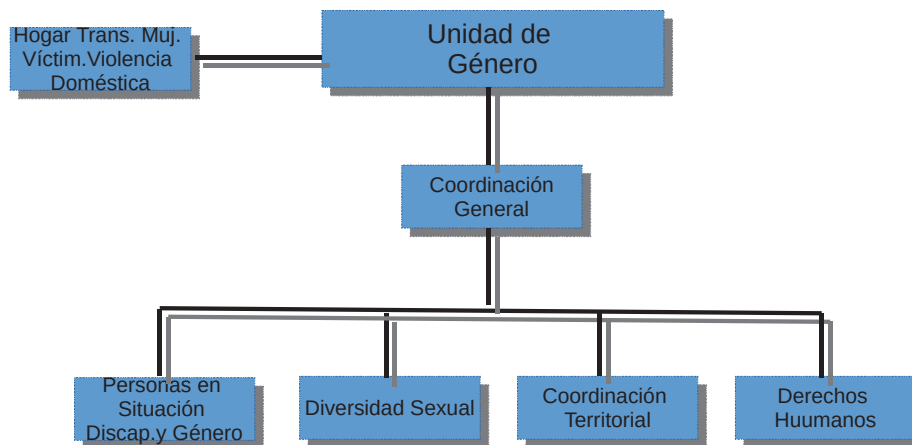 Hogar Trans. Muj.
Víctim.Violencia
Doméstica
Unidad de
Género
Coordinación
General
Personas en
Situación
Discap.y Género
Diversidad Sexual
Coordinación
Territorial
Derechos
Huumanos